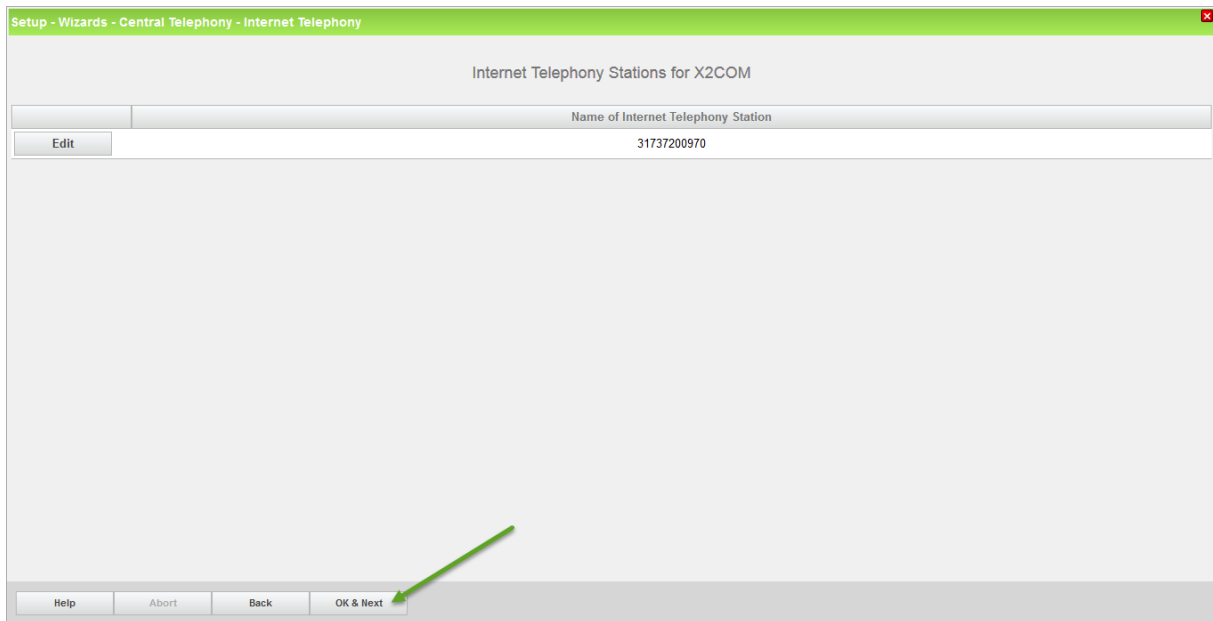 Setup - Wizards - Central Telephony - Internet Telephony
Internet Telephony Stations for X2COM
Name of Internet Telephony Station
Edit 31737200970
Help Abort Back OK & Next